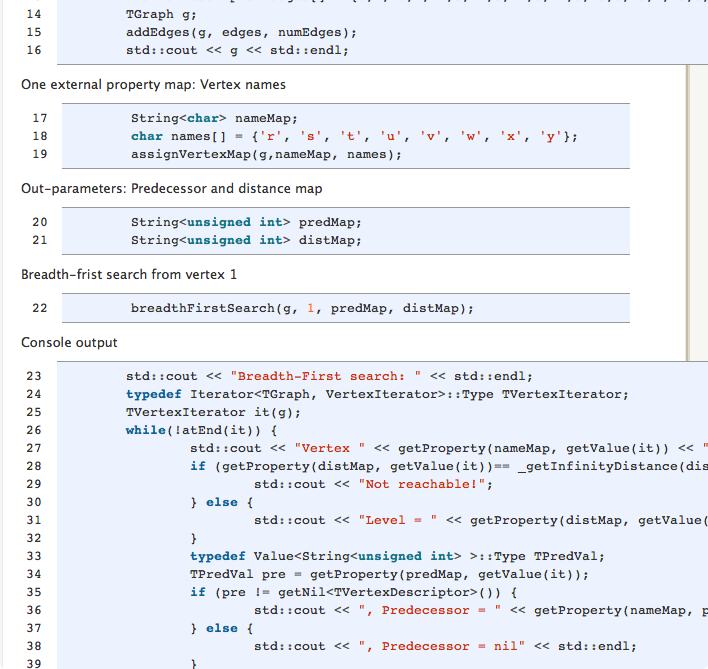 14 TGraph g;
15 addEdges(g, edges, numEdges);
16 std::cout << g << std::endl;
One external property map: Vertex names
17 String<char> nameMap;
18 char names[] = {'r', 's', 't', 'u', 'v', 'w', 'x', 'y'};
19 assignVertexMap(g,nameMap, names);
Out-parameters: Predecessor and distance map
20 String<unsigned int> predMap;
21 String<unsigned int> distMap;
Breadth-frist search from vertex 1
22 breadthFirstSearch(g, 1, predMap, distMap);
Console output
23 std::cout << "Breadth-First search: " << std::endl;
24 typedef Iterator<TGraph, VertexIterator>::Type TVertexIterator;
25 TVertexIterator it(g);
26 while(!atEnd(it)) {
27 std::cout << "Vertex " << getProperty(nameMap, getValue(it)) << "
28 if (getProperty(distMap, getValue(it))== _getInfinityDistance(dis
29 std::cout << "Not reachable!";
30 } else {
31 std::cout << "Level = " << getProperty(distMap, getValue(
32 }
33 typedef Value<String<unsigned int> >::Type TPredVal;
34 TPredVal pre = getProperty(predMap, getValue(it));
35 if (pre != getNil<TVertexDescriptor>()) {
36 std::cout << ", Predecessor = " << getProperty(nameMap, p
37 } else {
38 std::cout << ", Predecessor = nil" << std::endl;
39 }